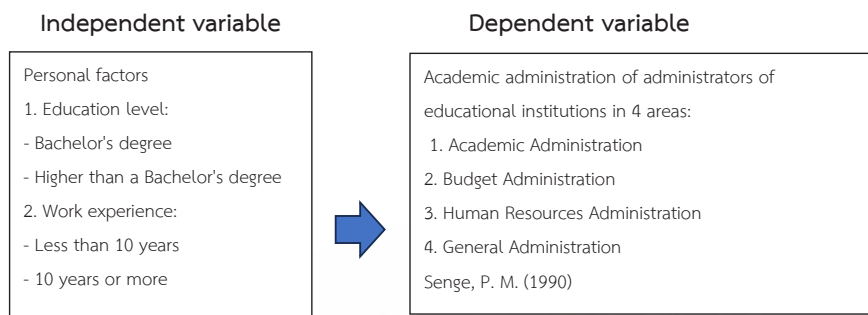 Independent variable
Personal factors
1. Education level:
- Bachelor's degree
- Higher than a Bachelor's degree
2. Work experience:
- Less than 10 years
- 10 years or more
Dependent variable
Academic administration of administrators of
educational institutions in 4 areas:
1. Academic Administration
2. Budget Administration
3. Human Resources Administration
4. General Administration
Senge, P. M. (1990)